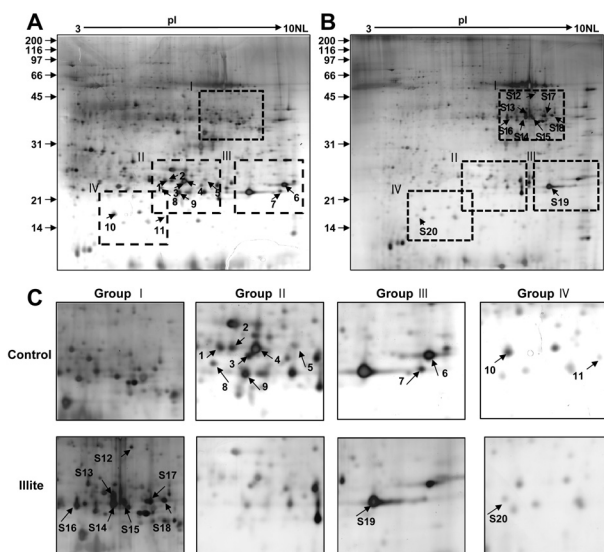 A
pI
3
10NL
200
116
97
66
45
31
21
14
I
II
III
IV
1
2
3
4
5
6
7
8
9
10
11
B
pI
3
10NL
200
116
97
66
45
31
21
14
I
S12
S17
S13
S16
S18
S14
S15
II
III
IV
S19
S20
C
Group I
Group II
Group III
Group IV
Control
1
2
3
4
5
8
9
7
6
10
11
Illite
S12
S13
S17
S16
S14
S15
S18
S19
S20